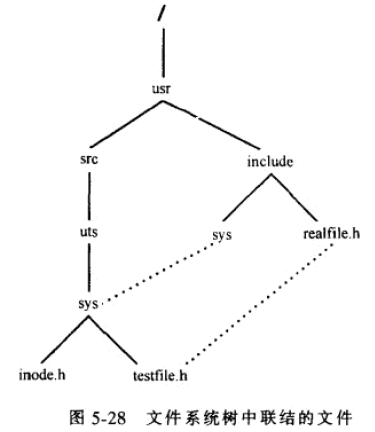 /
usr
src
include
uts
sys
realfile.h
sys
inode.h
testfile.h
图 5-28 文件系统树中联结的文件